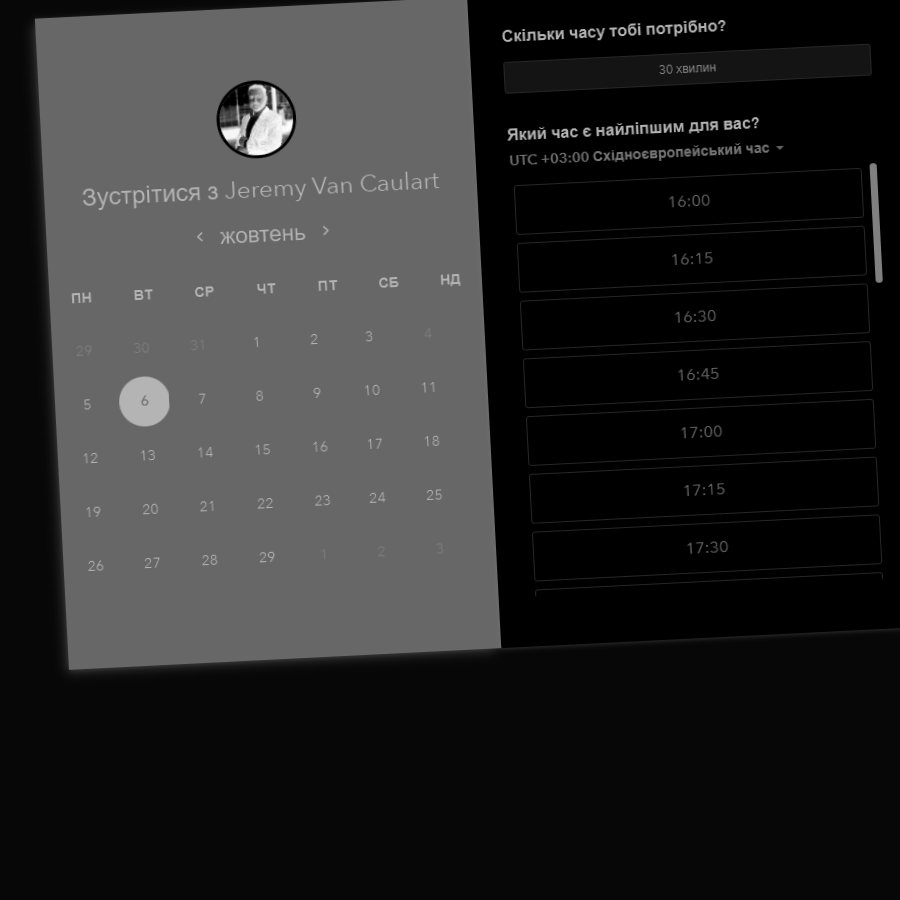 Зустрітися з Jeremy Van Caulart
жовтень
ПН ВТ СР ЧТ ПТ СБ НД
29 30 31 1 2 3 4
5 6 7 8 9 10 11
12 13 14 15 16 17 18
19 20 21 22 23 24 25
26 27 28 29 1 2 3
Скільки часу тобі потрібно?
30 хвилин
Який час є найліпшим для вас?
UTC +03:00 Східноєвропейський час
16:00
16:15
16:30
16:45
17:00
17:15
17:30